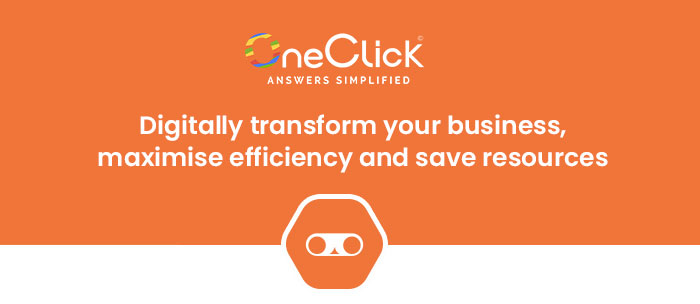 OneClick©
ANSWERS SIMPLIFIED
Digitally transform your business,
maximise efficiency and save resources